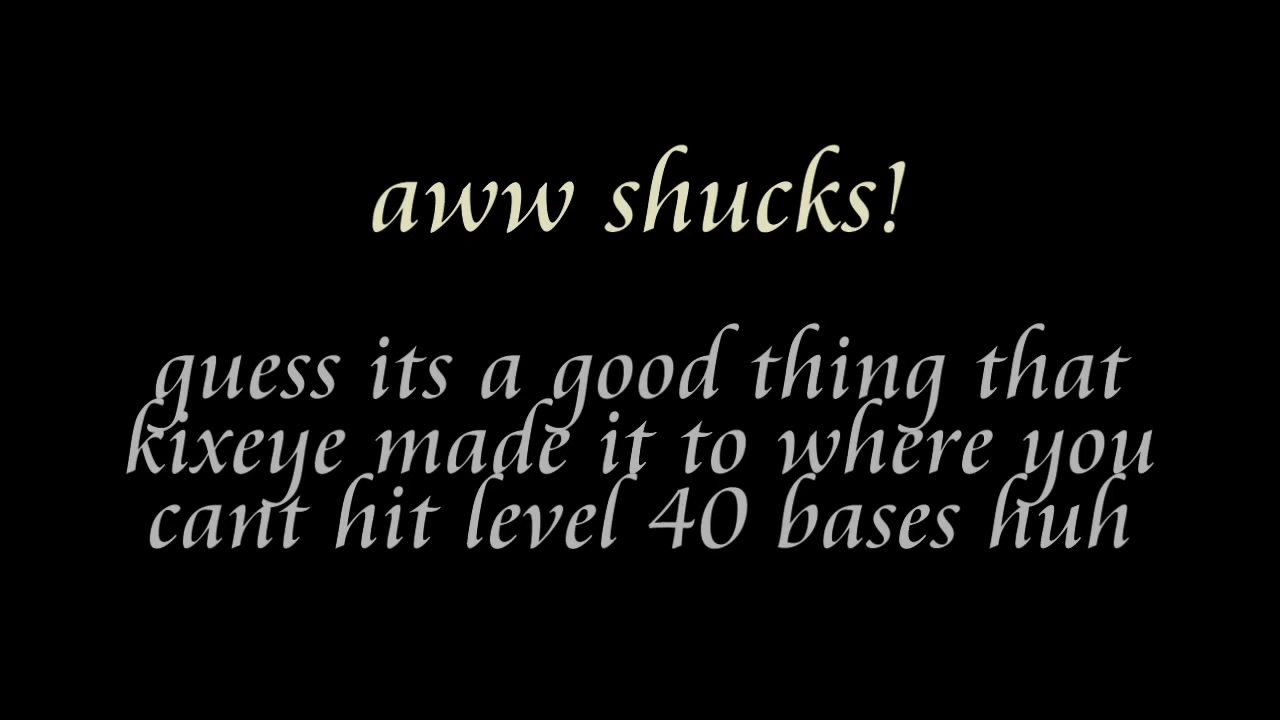 aww shucks!
guess its a good thing that
kixeye made it to where you
cant hit level 40 bases huh